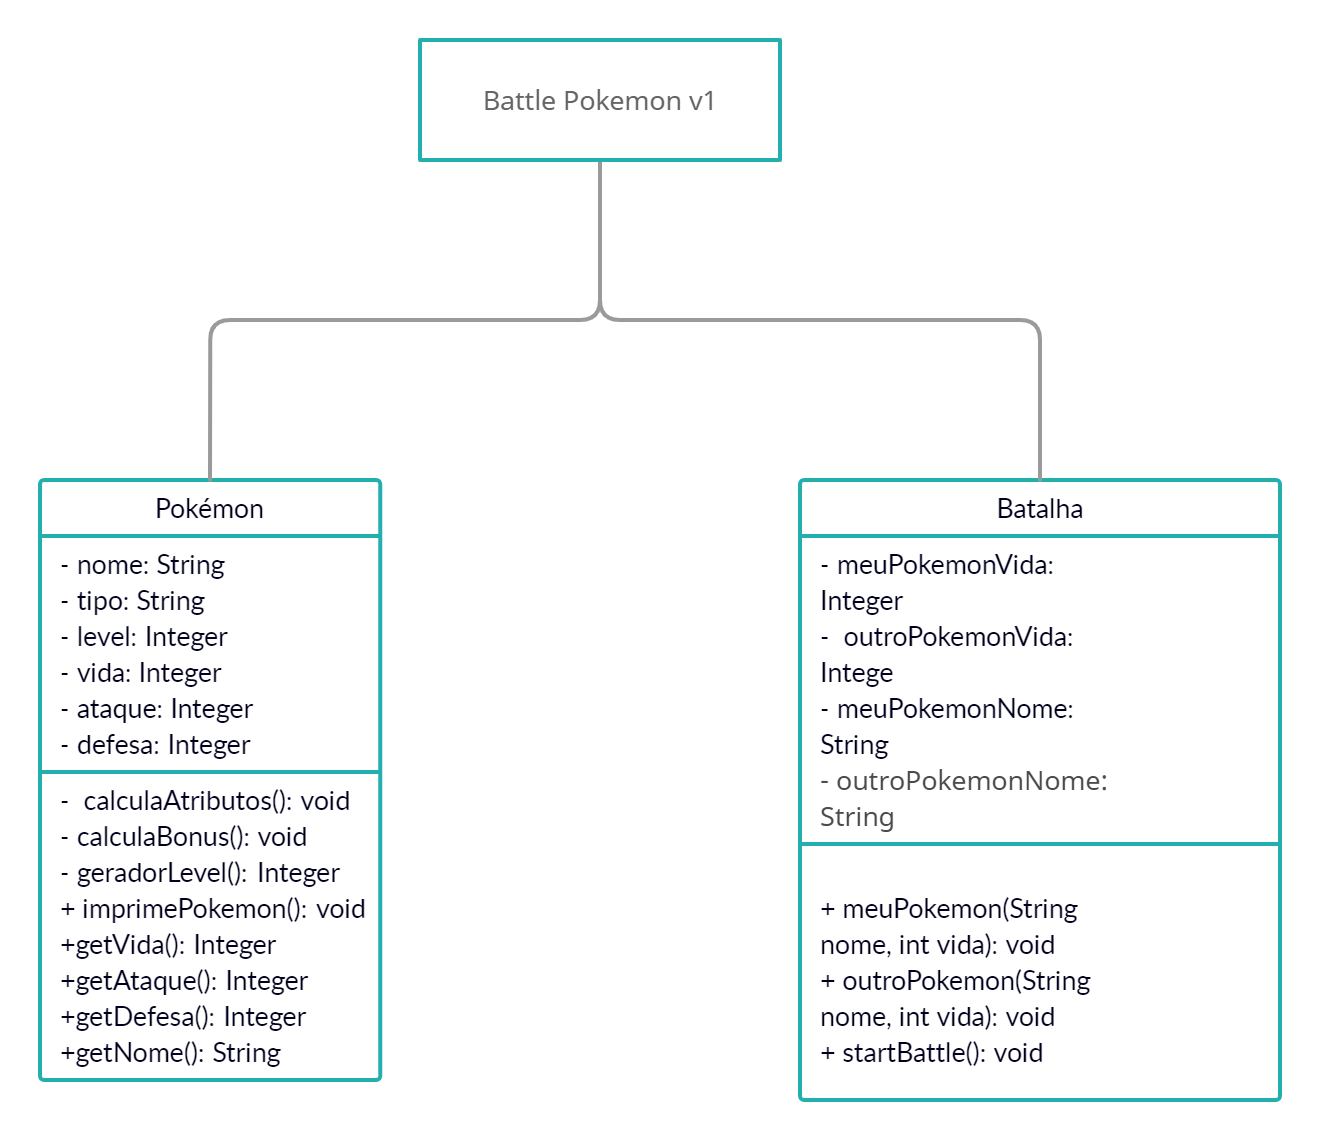 Battle Pokemon v1
Pokémon
- nome: String
- tipo: String
- level: Integer
- vida: Integer
- ataque: Integer
- defesa: Integer
- calculaAtributos(): void
- calculaBonus(): void
- geradorLevel(): Integer
+ imprimePokemon(): void
+getVida(): Integer
+getAtaque(): Integer
+getDefesa(): Integer
+getNome(): String
Batalha
- meuPokemonVida:
Integer
- outroPokemonVida:
Intege
- meuPokemonNome:
String
- outroPokemonNome:
String
+ meuPokemon(String
nome, int vida): void
+ outroPokemon(String
nome, int vida): void
+ startBattle(): void